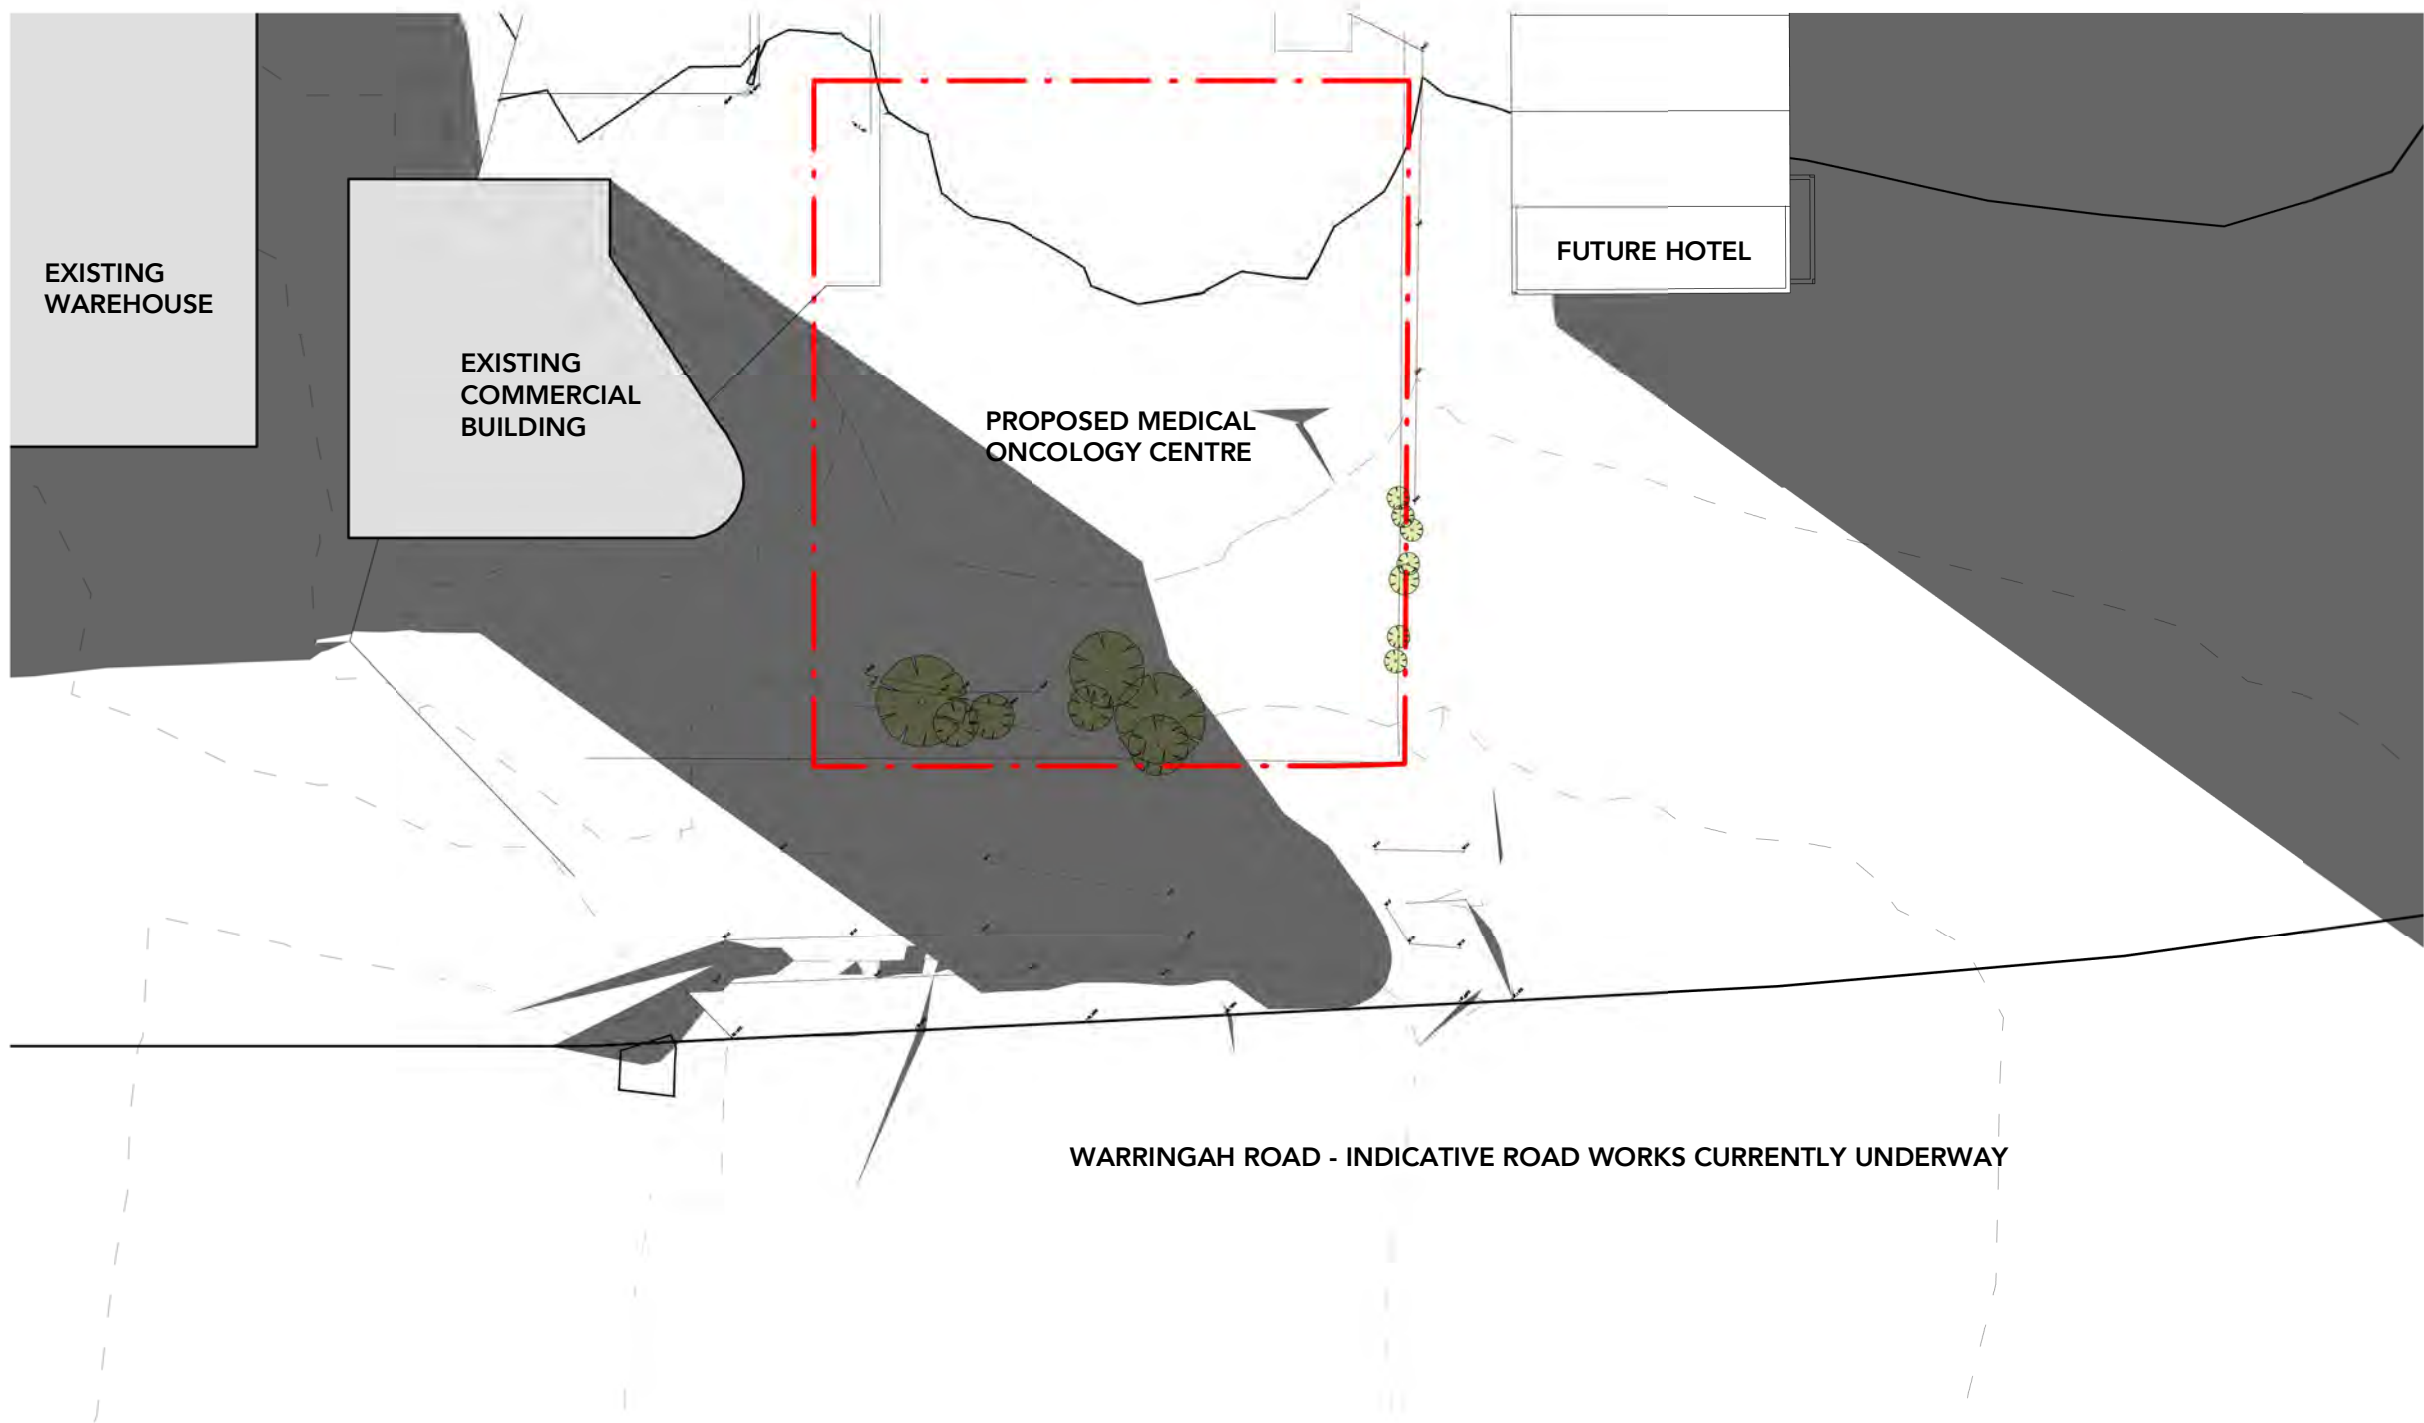 EXISTING
WAREHOUSE
EXISTING
COMMERCIAL
BUILDING
PROPOSED MEDICAL
ONCOLOGY CENTRE
FUTURE HOTEL
WARRINGAH ROAD - INDICATIVE ROAD WORKS CURRENTLY UNDERWAY